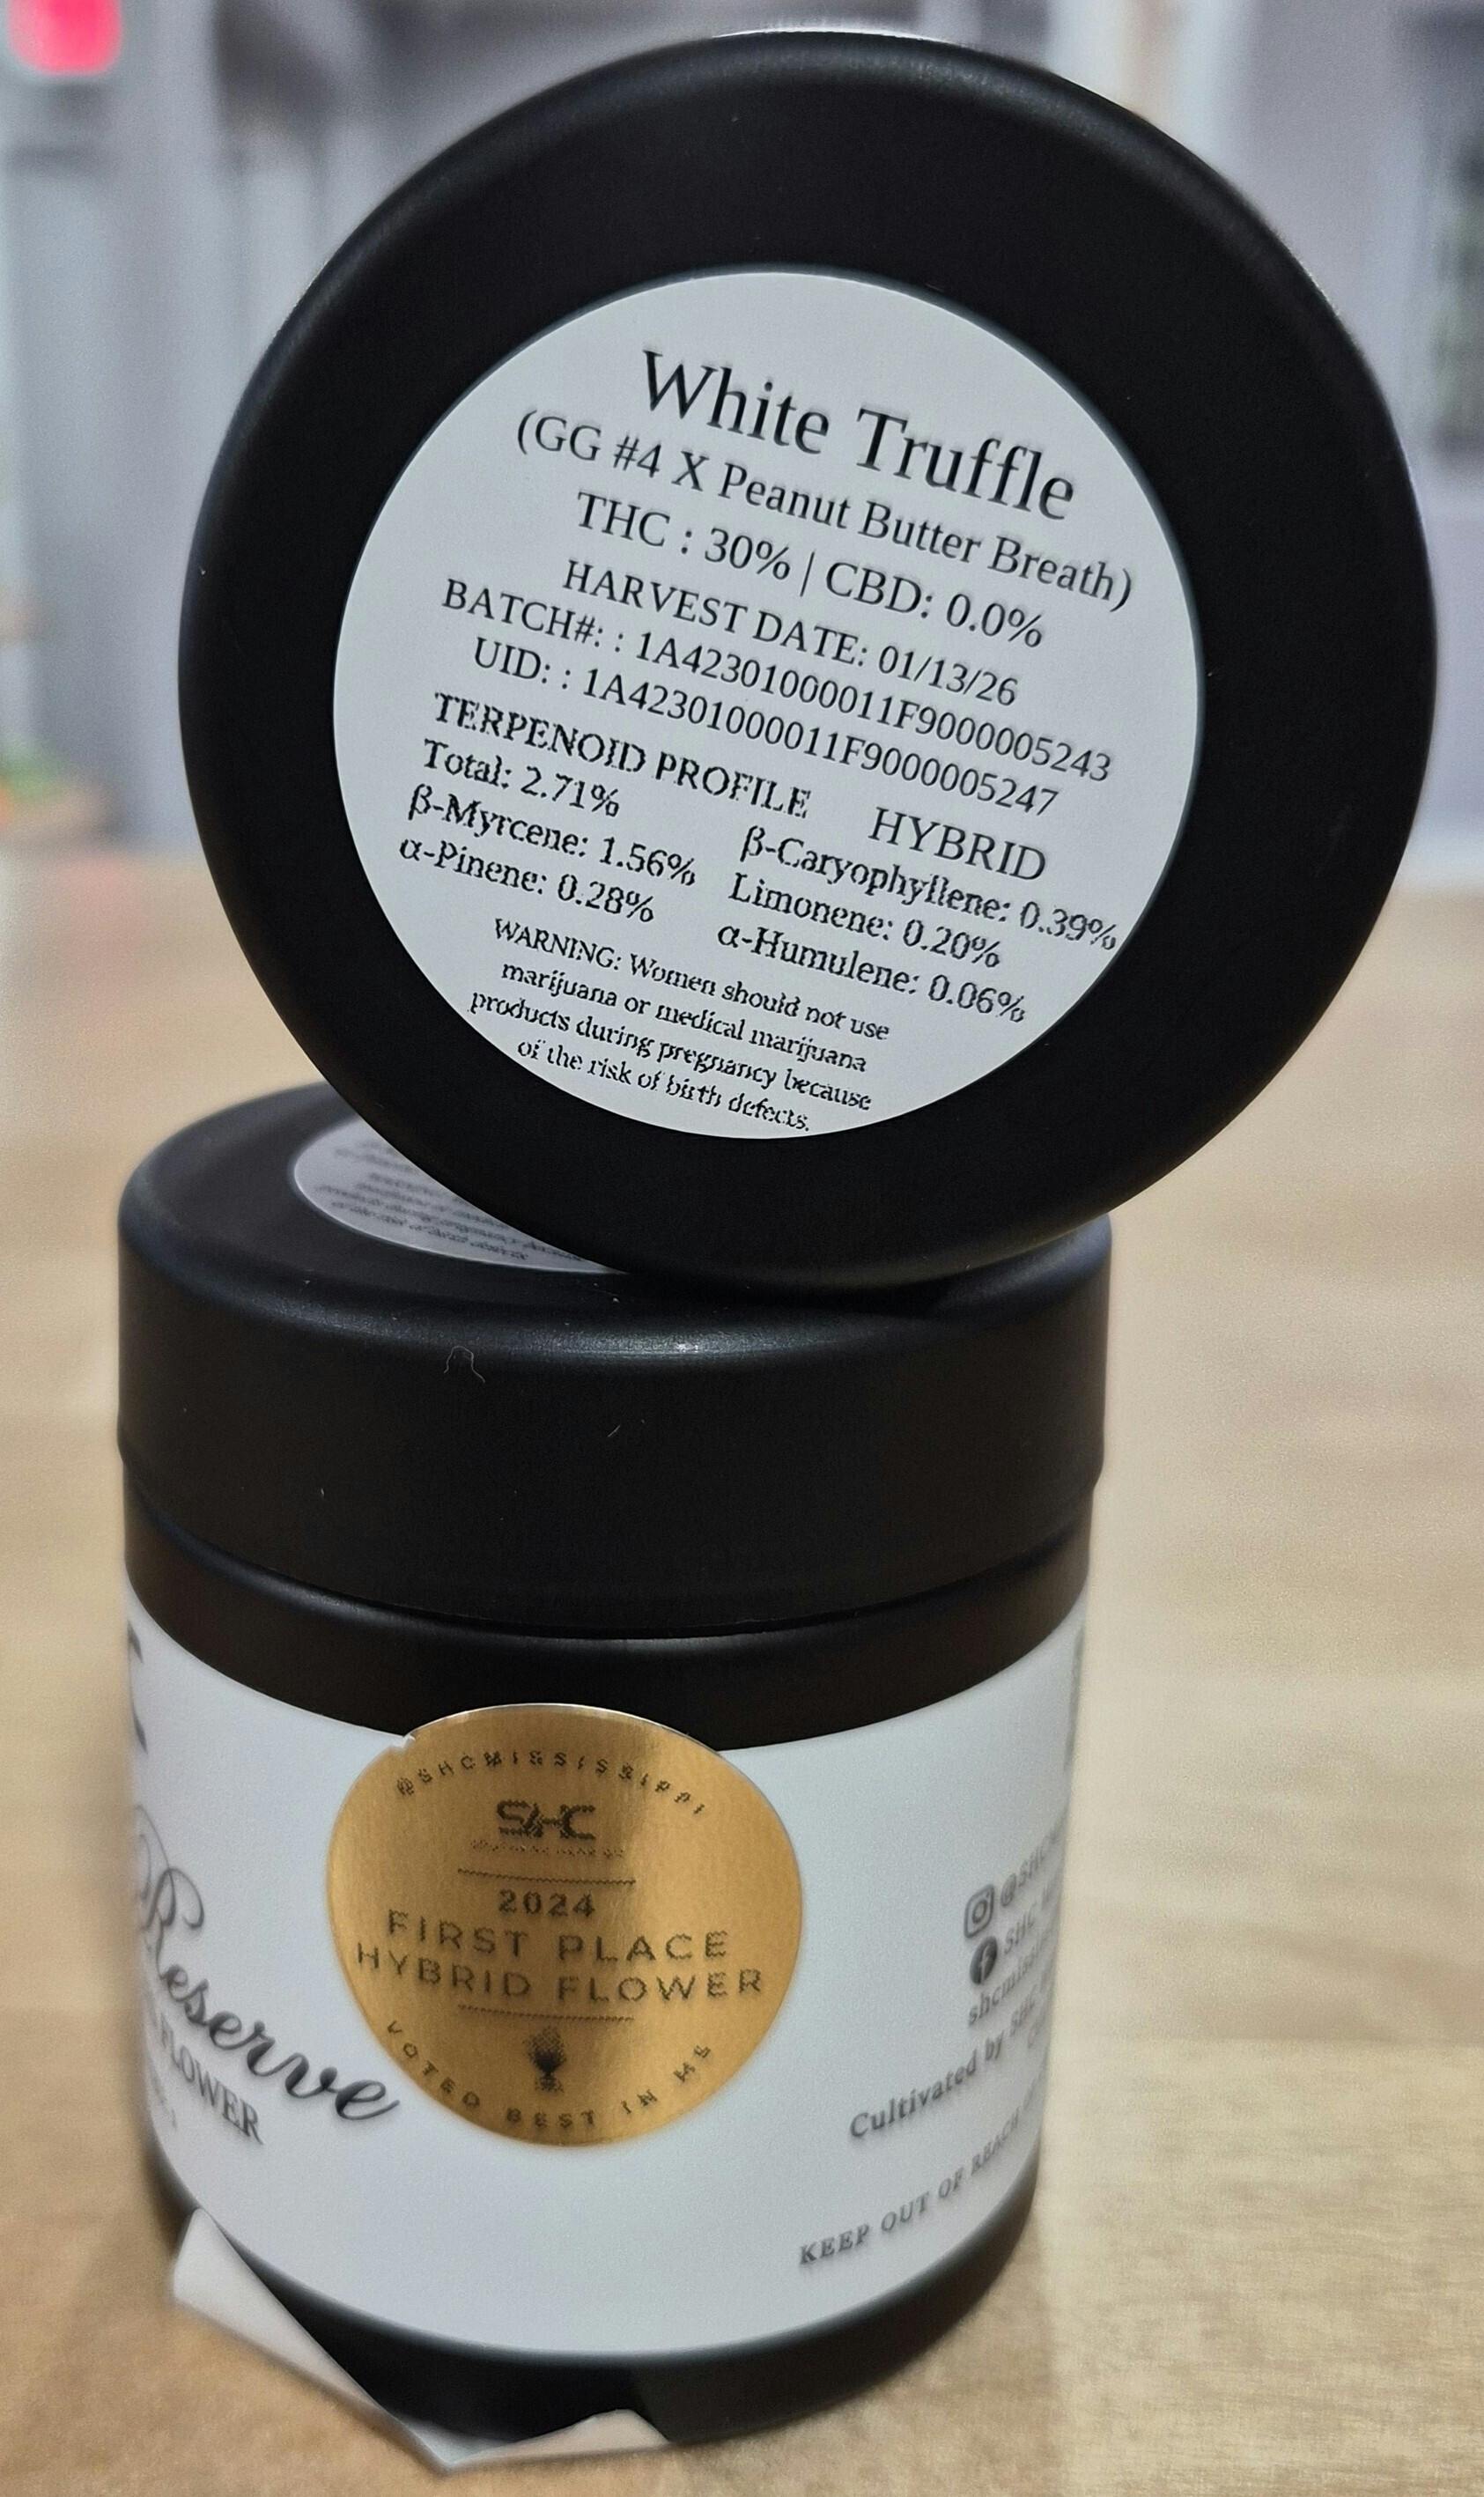 White Truffle
(GG #4 X Peanut Butter Breath)
THC : 30% | CBD: 0.0%
HARVEST DATE: 01/13/26
BATCH#: : 1A42301000011F9000005243
UID: : 1A42301000011F9000005247
TERPENOID PROFILE HYBRID
Total: 2.71%
β-Myrcene: 1.56%
α-Pinene: 0.28%
β-Caryophyllene: 0.39%
Limonene: 0.20%
α-Humulene: 0.06%
WARNING: Women should not use
marijuana or medical marijuana
products during pregnancy because
of the risk of birth defects.
@SHCMISSISSIPPI
SHC
2024
FIRST PLACE
HYBRID FLOWER
VOTED BEST IN MS
Reserve
FLOWER
Cultivated by SHC
KEEP OUT OF REACH